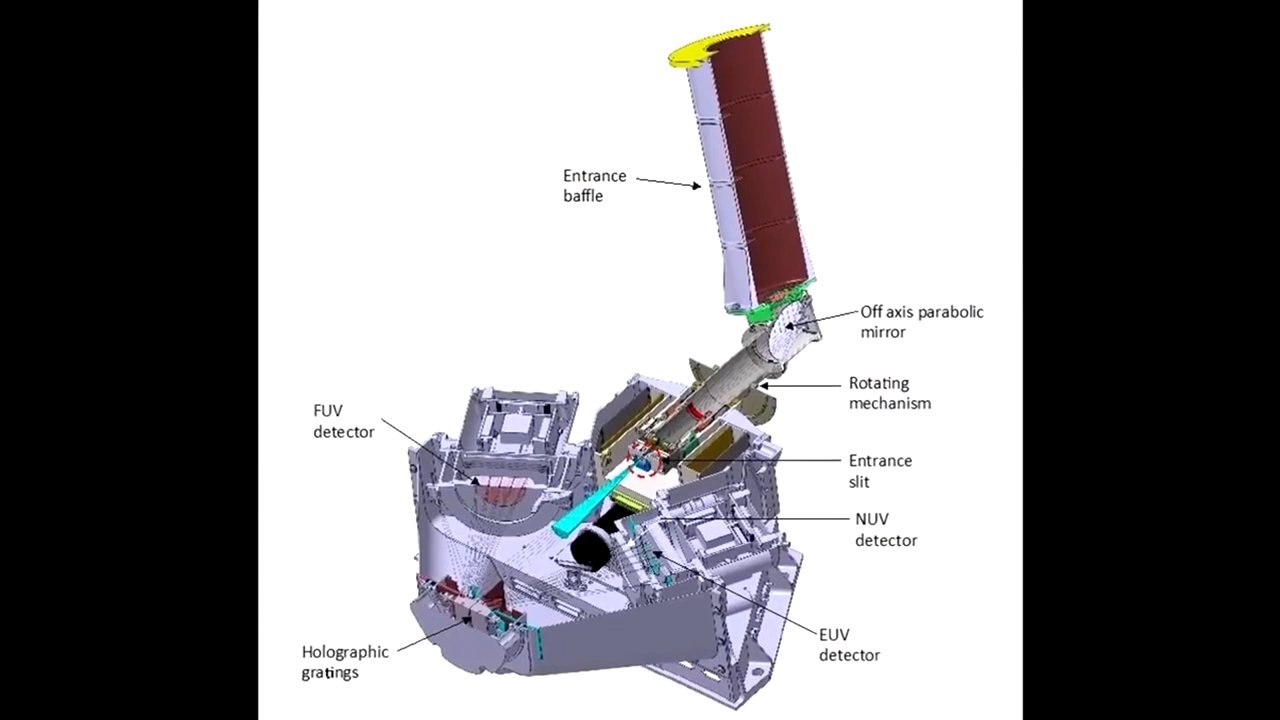 Entrance
baffle
Off axis parabolic
mirror
Rotating
mechanism
FUV
detector
Entrance
slit
NUV
detector
EUV
detector
Holographic
gratings